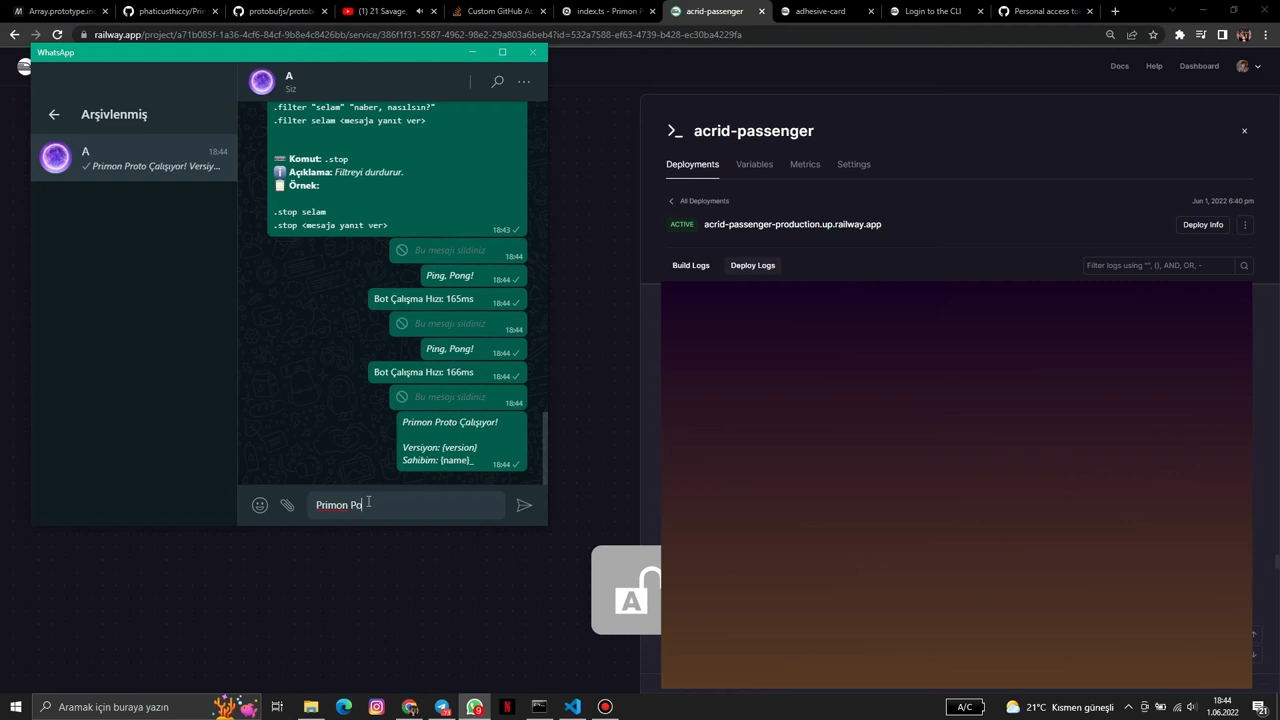 Array.prototype.in
phaticusthiccy/Prim
protobufjs/protob
(1) 21 Savage,
acid-passenger
index.ts - Primon P
acrid-passenger
adhesive-card
Login to the CLI
Personal access tok
railway.app/project/a71b085f-1a36-4cf6-84cf-9b8e4c8426bb/service/386f1f31-5587-4962-98e2-29a0ad6eb9a4?id=532a7588-ef63-4739-b428-ec30ba4229fa
WhatsApp
Docs
Help
Dashboard
A
Siz
Arşivlenmiş
A
18:44
Primon Proto Çalışıyor! Versiy...
.filter "selam" "naber, nasılsın?"
.filter selam <mesaja yanıt ver>
Komut: .stop
Açıklama: Filtreyi durdurur.
Örnek:
.stop selam
.stop <mesaja yanıt ver>
18:43
Bu mesajı sildiniz
18:44
Ping, Pong!
18:44
Bot Çalışma Hızı: 165ms
18:44
Bu mesajı sildiniz
18:44
Ping, Pong!
18:44
Bot Çalışma Hızı: 166ms
18:44
Bu mesajı sildiniz
18:44
Primon Proto Çalışıyor!
Versiyon: {version}
Sahibim: {name}_
18:44
Primon Po
acrid-passenger
Deployments
Variables
Metrics
Settings
All Deployments
Jun 1, 2022 6:40 pm
ACTIVE
acrid-passenger-production.up.railway.app
Deploy Info
Build Logs
Deploy Logs
Filter logs using "", (), AND, OR, -
A
Aramak için buraya yazın
A/C
21°C Kısmen güneşli
18:44
1.06.2022